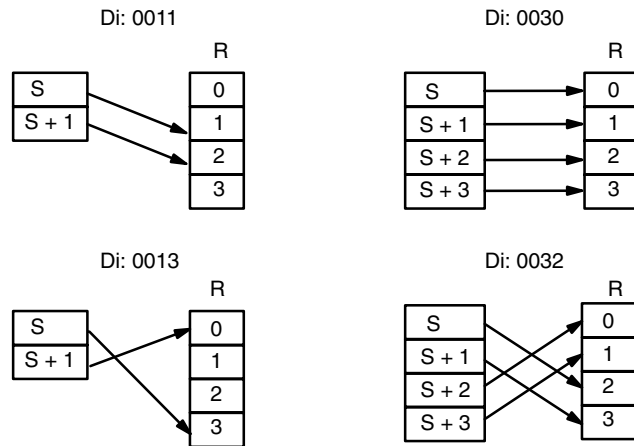 Di: 0011
R
S
S + 1
0
1
2
3
Di: 0030
R
S
S + 1
S + 2
S + 3
0
1
2
3
Di: 0013
R
S
S + 1
0
1
2
3
Di: 0032
R
S
S + 1
S + 2
S + 3
0
1
2
3